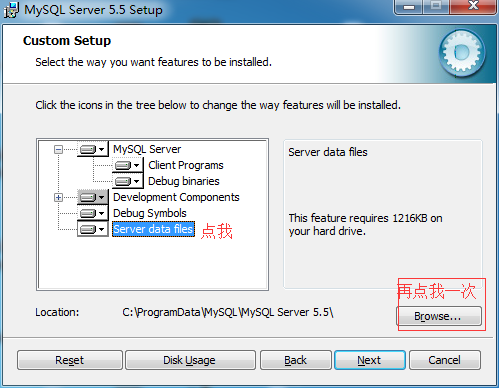 MySQL Server 5.5 Setup
Custom Setup
Select the way you want features to be installed.
Click the icons in the tree below to change the way features will be installed.
MySQL Server
Client Programs
Debug binaries
Development Components
Debug Symbols
Server data files 点我
Server data files
This feature requires 1216KB on
your hard drive.
再点我一次
Location: C:\ProgramData\MySQL\MySQL Server 5.5\
Browse...
Reset Disk Usage Back Next Cancel